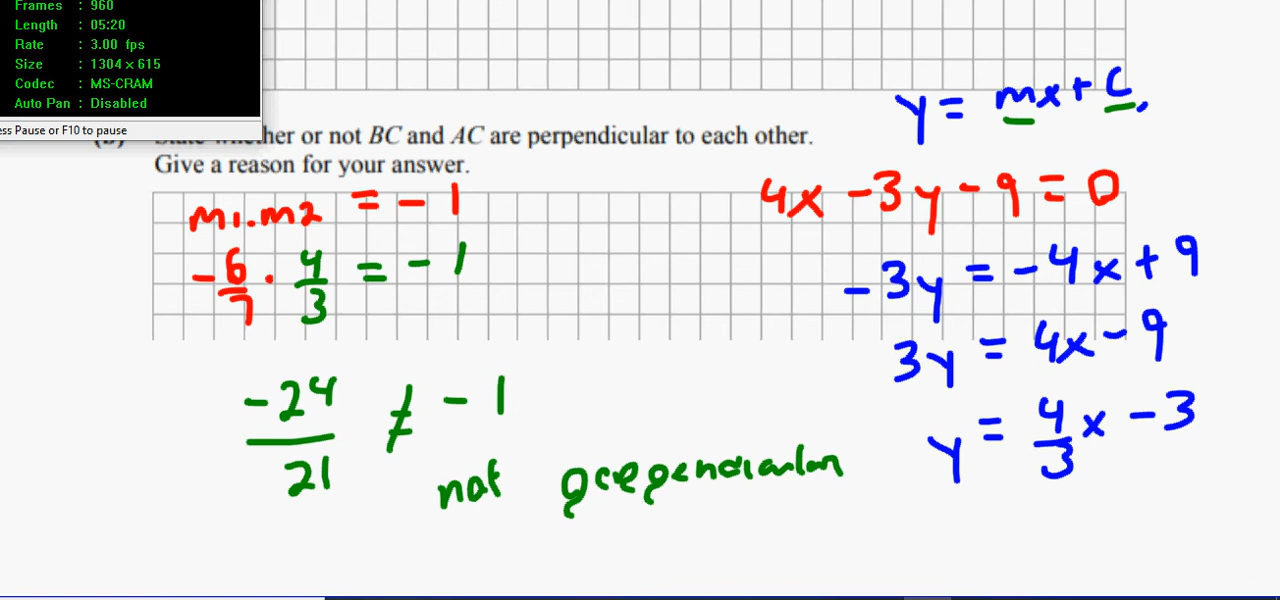 Frames : 960
Length : 05:20
Rate : 3.00 fps
Size : 1304 x 615
Codec : MS-CRAM
Auto Pan : Disabled
ess Pause or F10 to pause
her or not BC and AC are perpendicular to each other.
Give a reason for your answer.
y = mx + c,
m1.m2 = -1
-6/7 . 4/3 = -1
-24/21 ≠ -1
not prependicular
4x - 3y - 9 = 0
-3y = -4x + 9
3y = 4x - 9
y = 4/3 x - 3